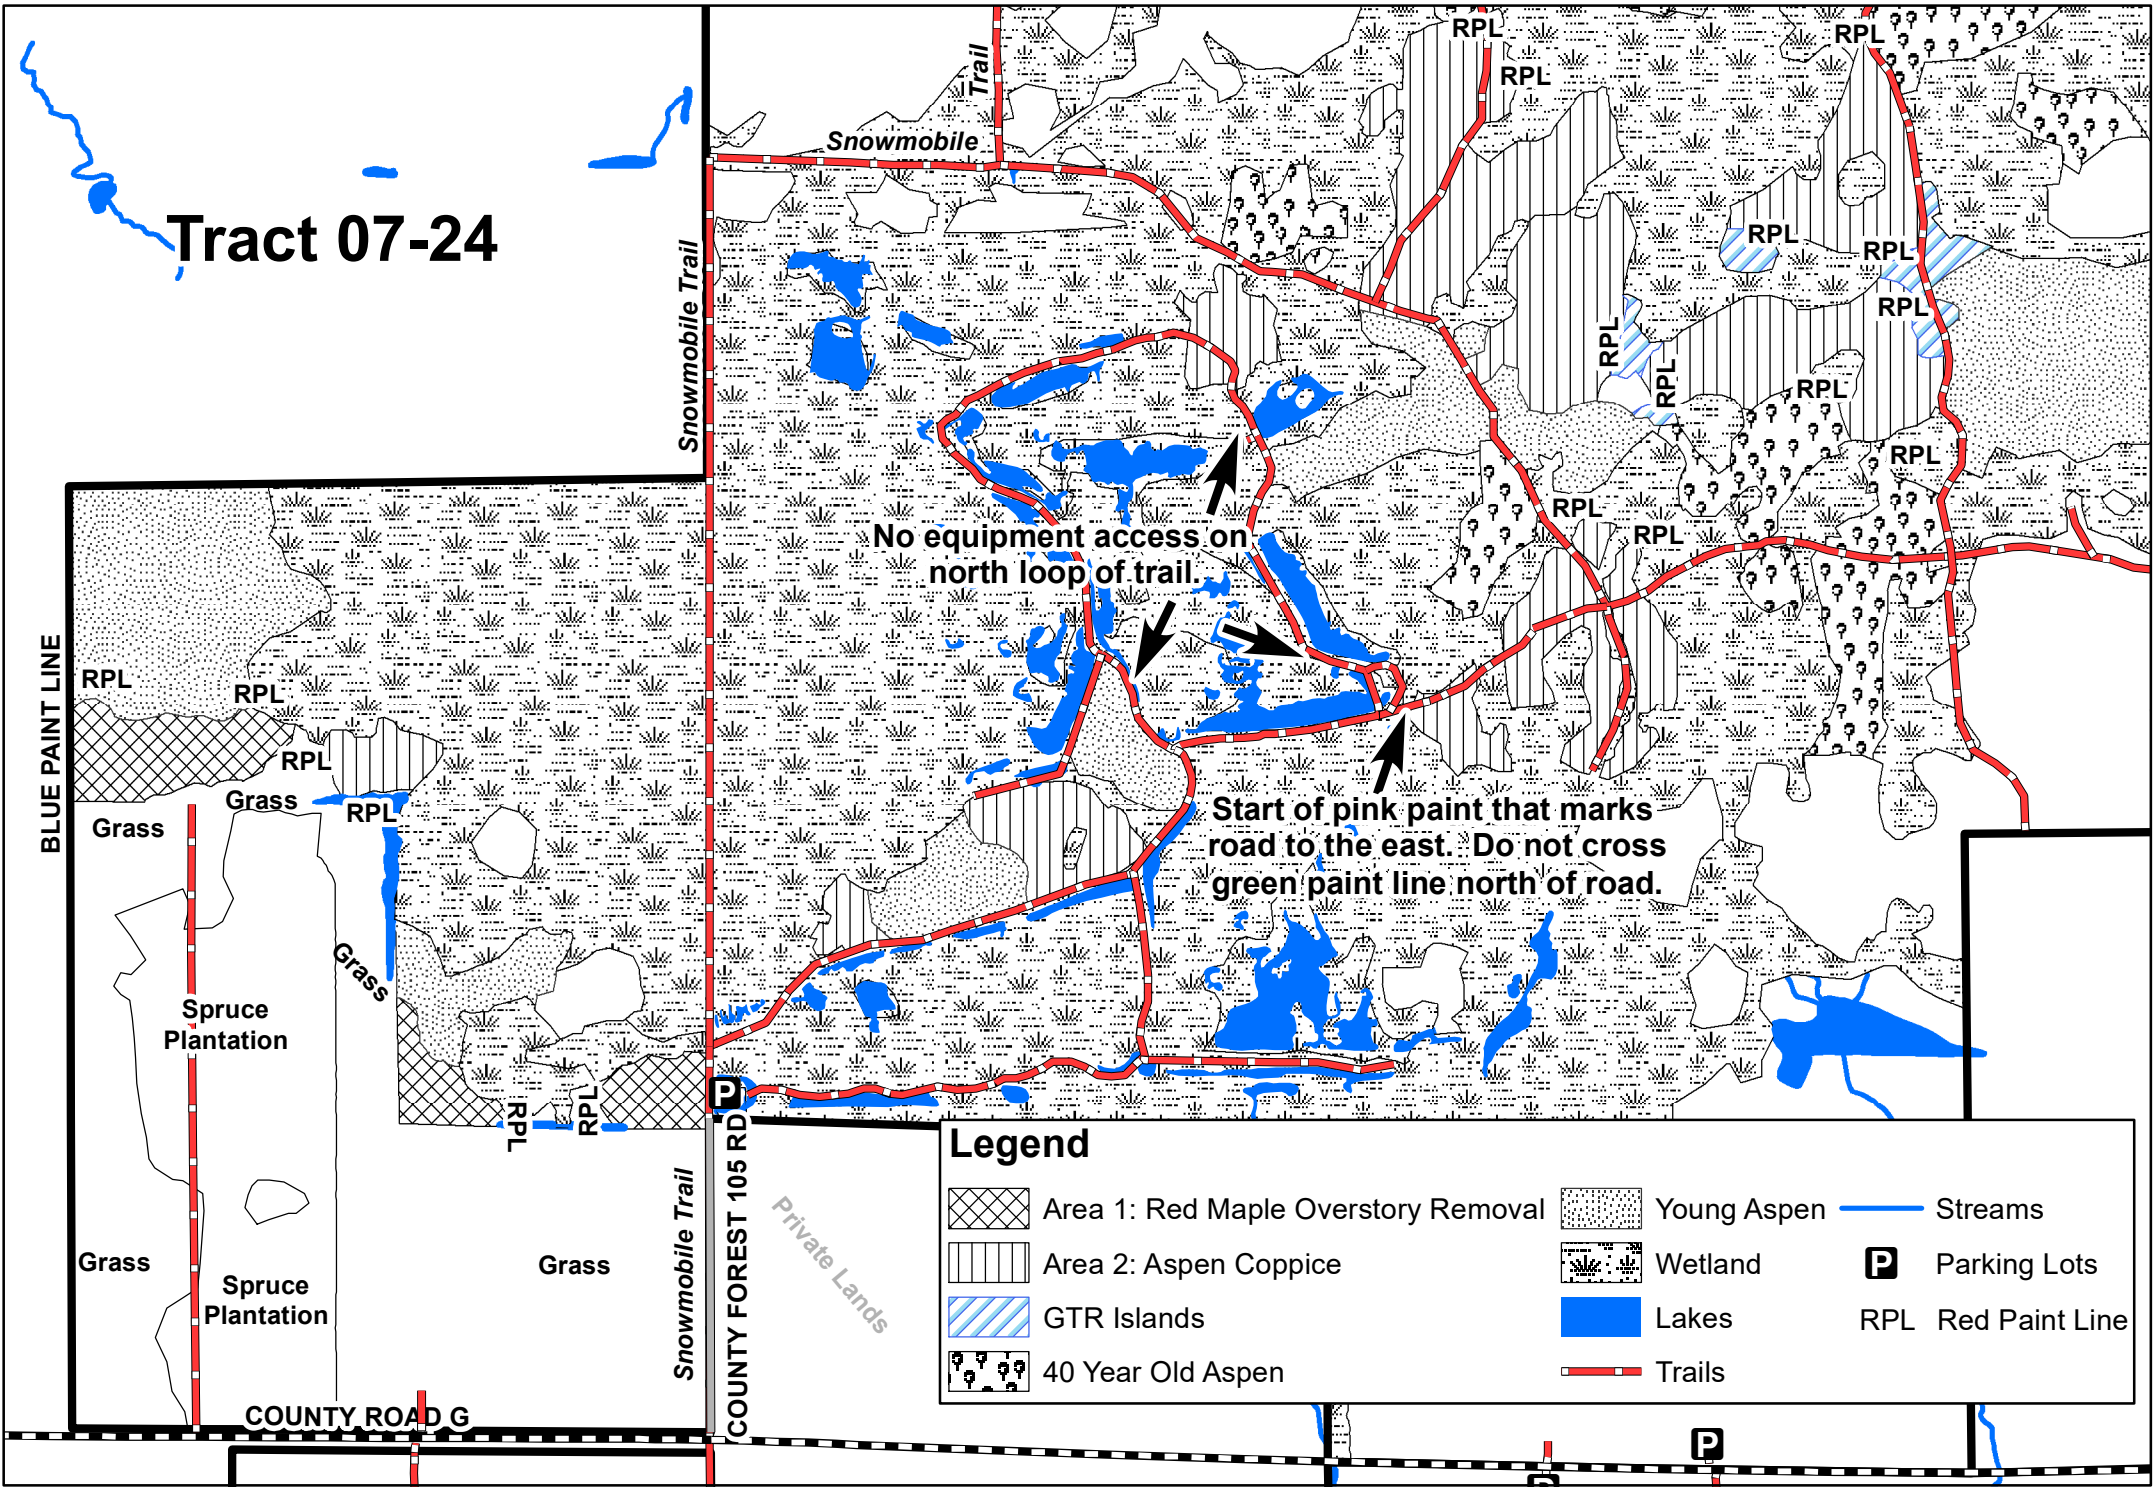 RPL
RPL
RPL
Trail
Snowmobile
Tract 07-24
Snowmobile Trail
RPL
RPL
RPL
RPL
RPL
RPL
RPL
RPL
RPL
No equipment access on
north loop of trail.
BLUE PAINT LINE
RPL
RPL
RPL
RPL
Grass
Grass
Start of pink paint that marks
road to the east. Do not cross
green paint line north of road.
Grass
Spruce
Plantation
P
RPL
RPL
Snowmobile Trail
COUNTY FOREST 105 RD
Private Lands
Grass
Grass
Spruce
Plantation
COUNTY ROAD G
Legend
Area 1: Red Maple Overstory Removal
Area 2: Aspen Coppice
GTR Islands
40 Year Old Aspen
Young Aspen
Wetland
Lakes
Trails
Streams
P Parking Lots
RPL Red Paint Line
P
P